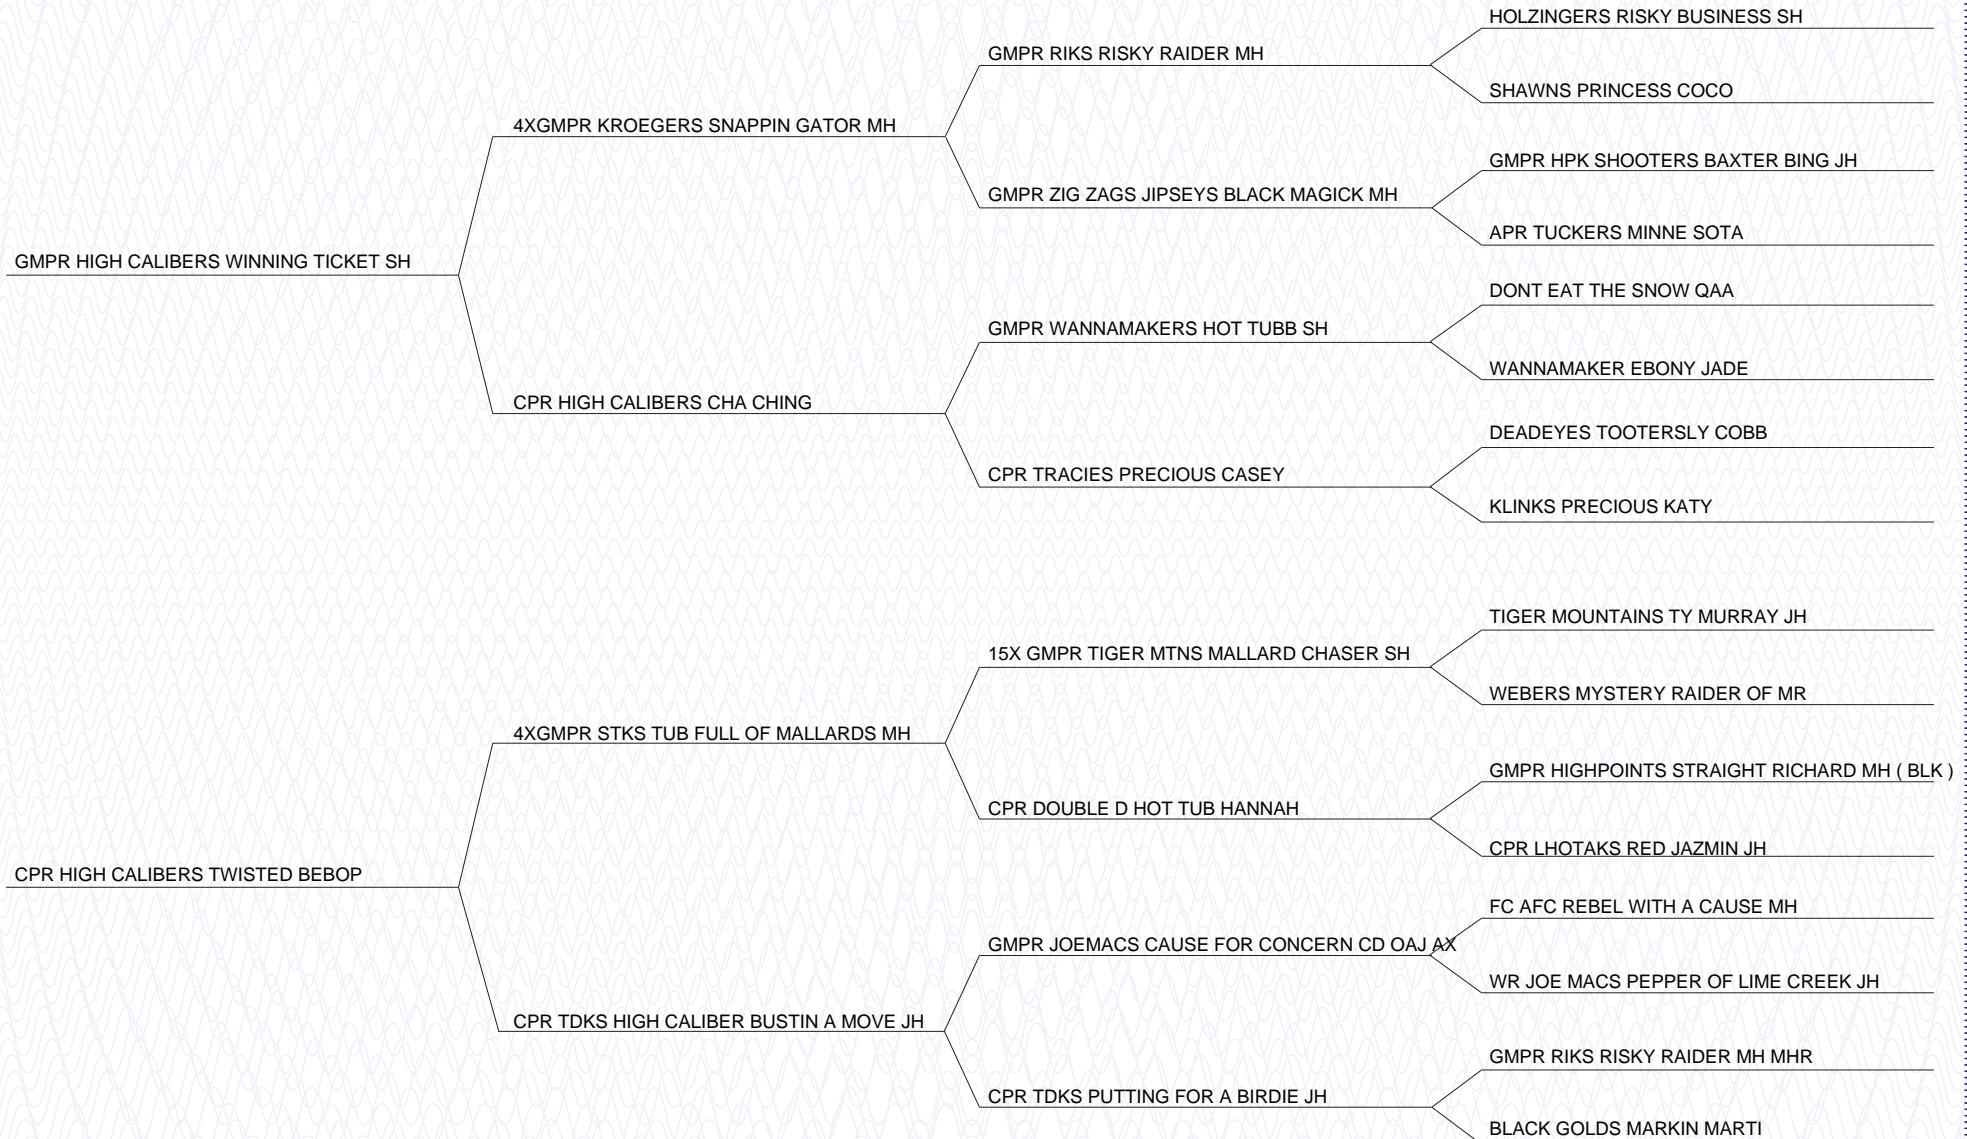 HOLZINGERS RISKY BUSINESS SH
GMPR RIKS RISKY RAIDER MH
SHAWNS PRINCESS COCO
4XGMPR KROEGERS SNAPPIN GATOR MH
GMPR HPK SHOOTERS BAXTER BING JH
GMPR ZIG ZAGS JIPSEYS BLACK MAGICK MH
APR TUCKERS MINNE SOTA
GMPR HIGH CALIBERS WINNING TICKET SH
DONT EAT THE SNOW QAA
GMPR WANNAMAKERS HOT TUBB SH
WANNAMAKER EBONY JADE
CPR HIGH CALIBERS CHA CHING
DEADEYES TOOTERSLY COBB
CPR TRACIES PRECIOUS CASEY
KLINKS PRECIOUS KATY
TIGER MOUNTAINS TY MURRAY JH
15X GMPR TIGER MTNS MALLARD CHASER SH
WEBERS MYSTERY RAIDER OF MR
4XGMPR STKS TUB FULL OF MALLARDS MH
GMPR HIGHPOINTS STRAIGHT RICHARD MH ( BLK )
CPR DOUBLE D HOT TUB HANNAH
CPR LHOTAKS RED JAZMIN JH
CPR HIGH CALIBERS TWISTED BEBOP
FC AFC REBEL WITH A CAUSE MH
GMPR JOEMACS CAUSE FOR CONCERN CD OAJ AX
WR JOE MACS PEPPER OF LIME CREEK JH
CPR TDKS HIGH CALIBER BUSTIN A MOVE JH
GMPR RIKS RISKY RAIDER MH MHR
CPR TDKS PUTTING FOR A BIRDIE JH
BLACK GOLDS MARKIN MARTI